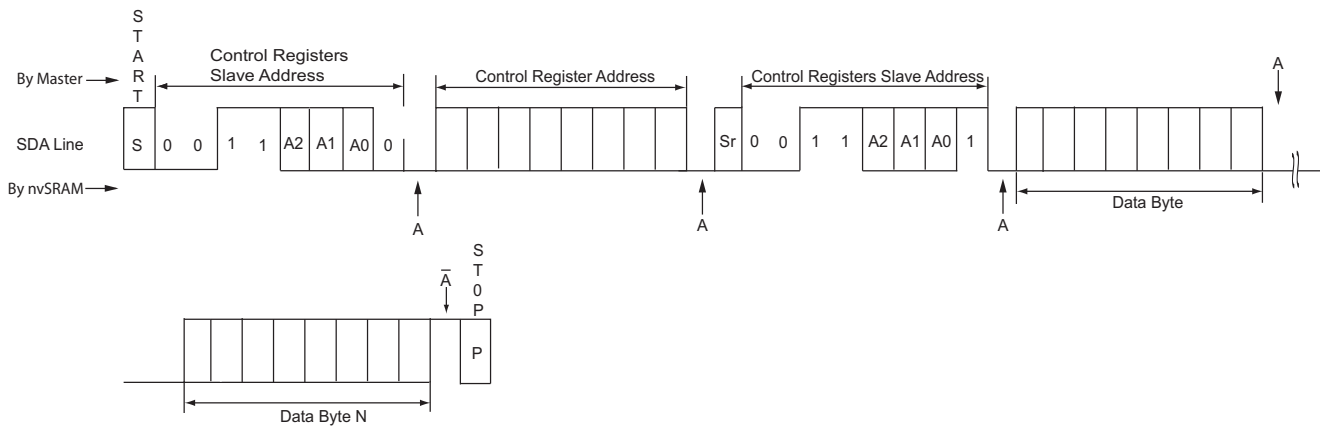 START
Control Registers
Slave Address
By Master
Control Register Address
Control Registers Slave Address
A
SDA Line
S 0 0 1 1 A2 A1 A0 0
Sr 0 0 1 1 A2 A1 A0 1
By nvSRAM
A
A
A
Data Byte
ST0P
Ā
P
Data Byte N